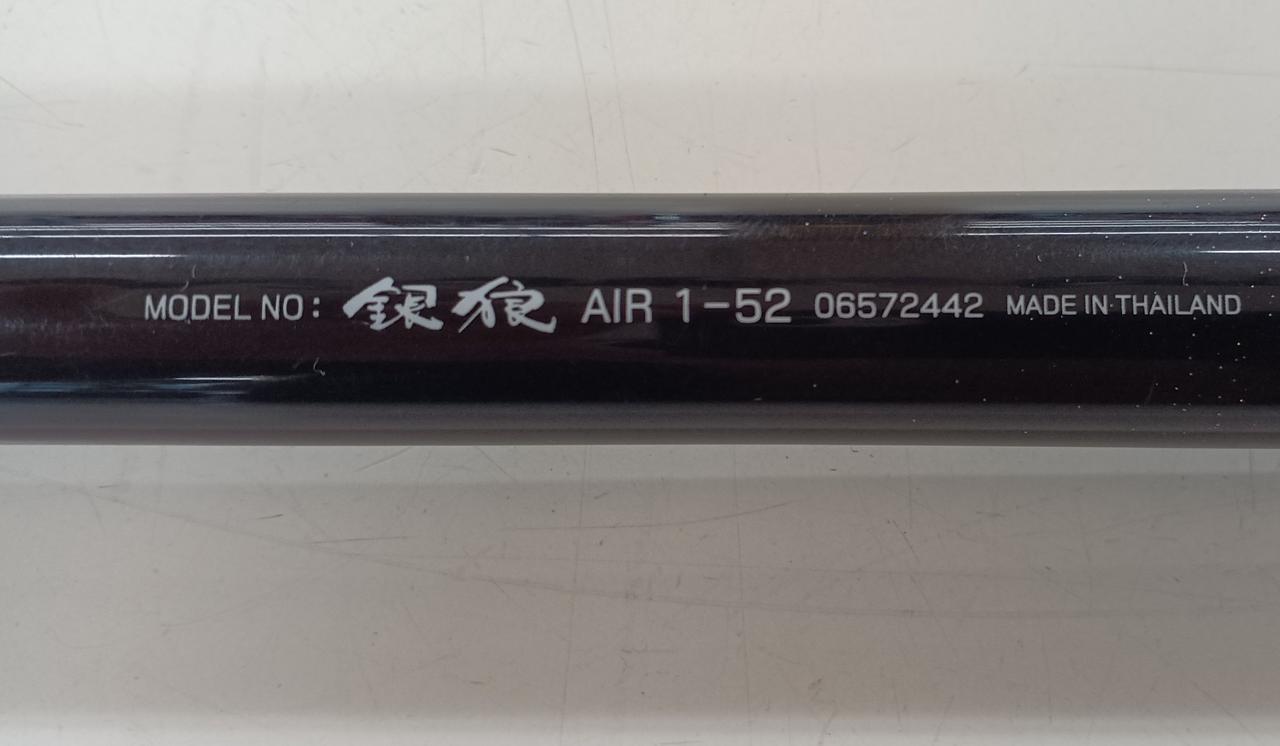 MODEL NO: 銀狼 AIR 1-52 06572442 MADE IN THAILAND